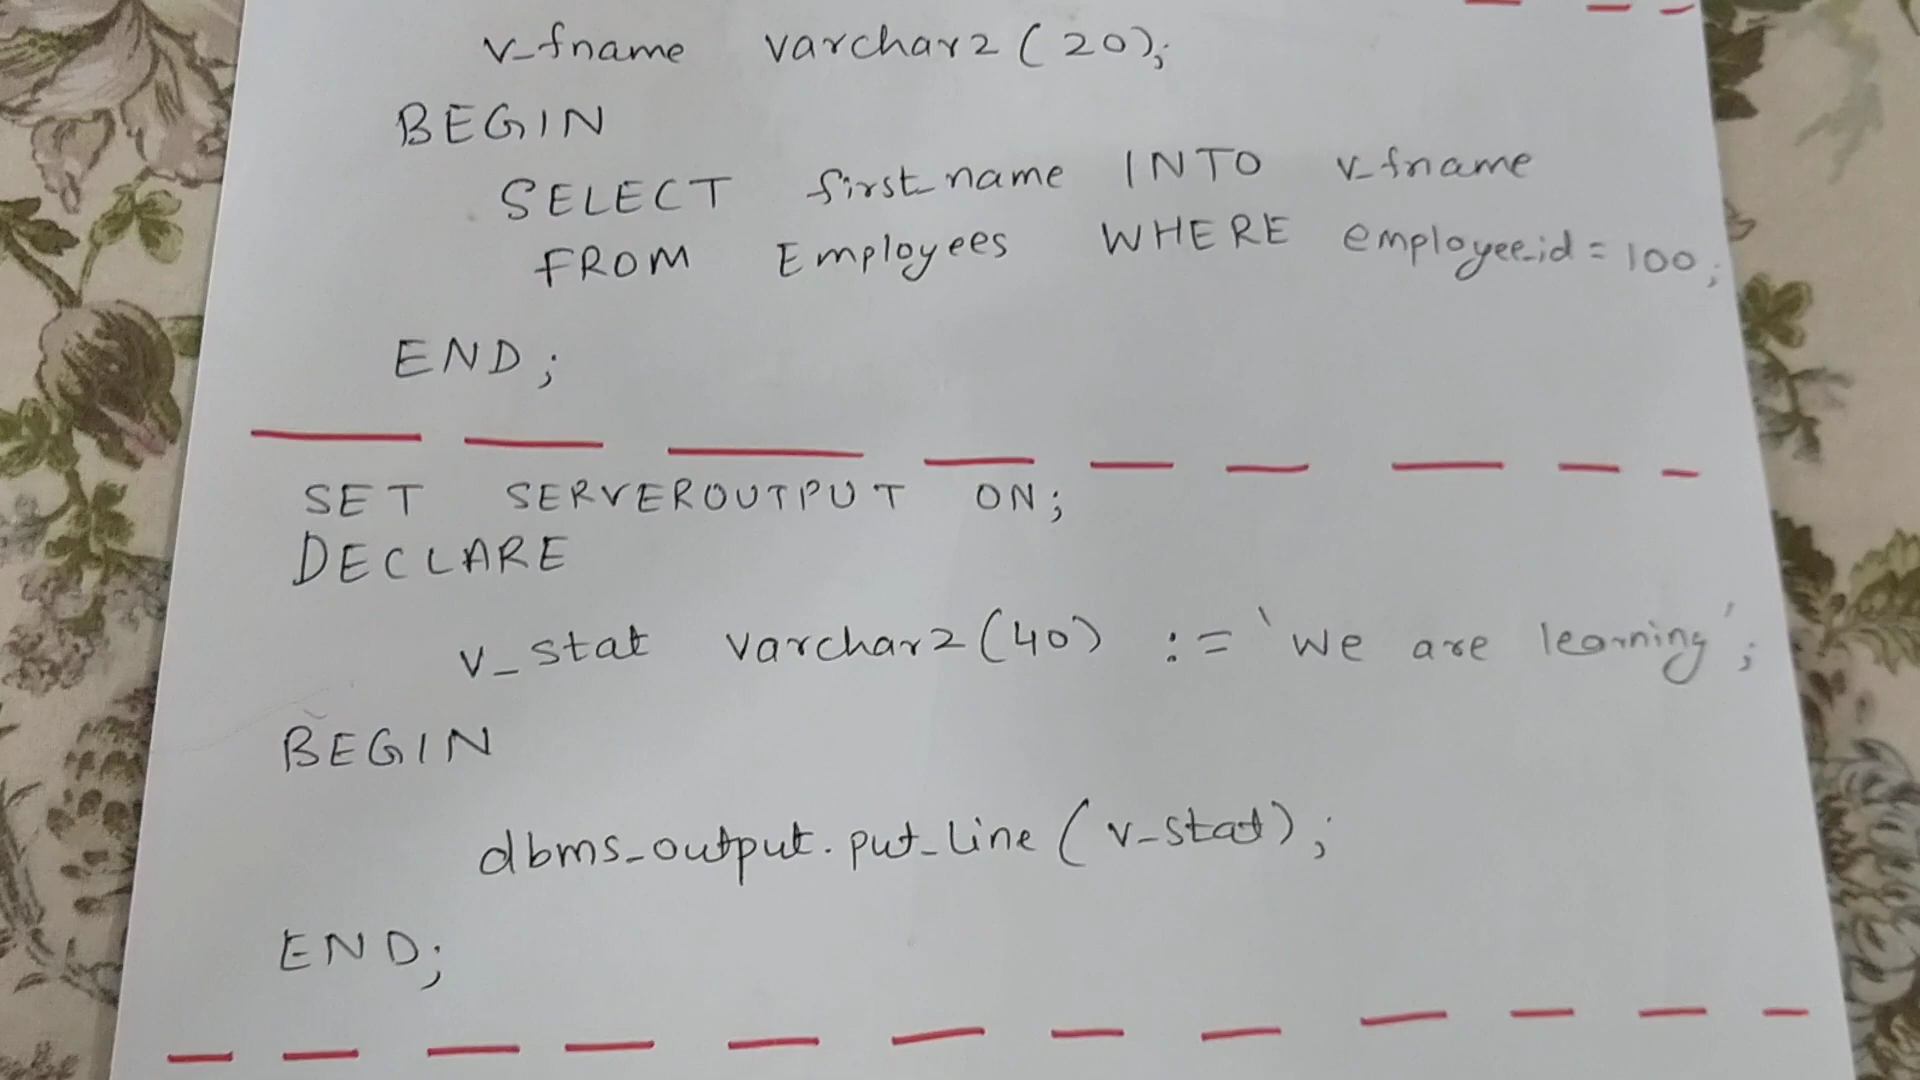 v_fname varchar2(20);
BEGIN
SELECT first_name INTO v_fname
FROM Employees WHERE employee_id = 100;
END;
SET SERVEROUTPUT ON;
DECLARE
v_stat varchar2(40) := 'We are learning';
BEGIN
dbms_output.put_line(v_stat);
END;